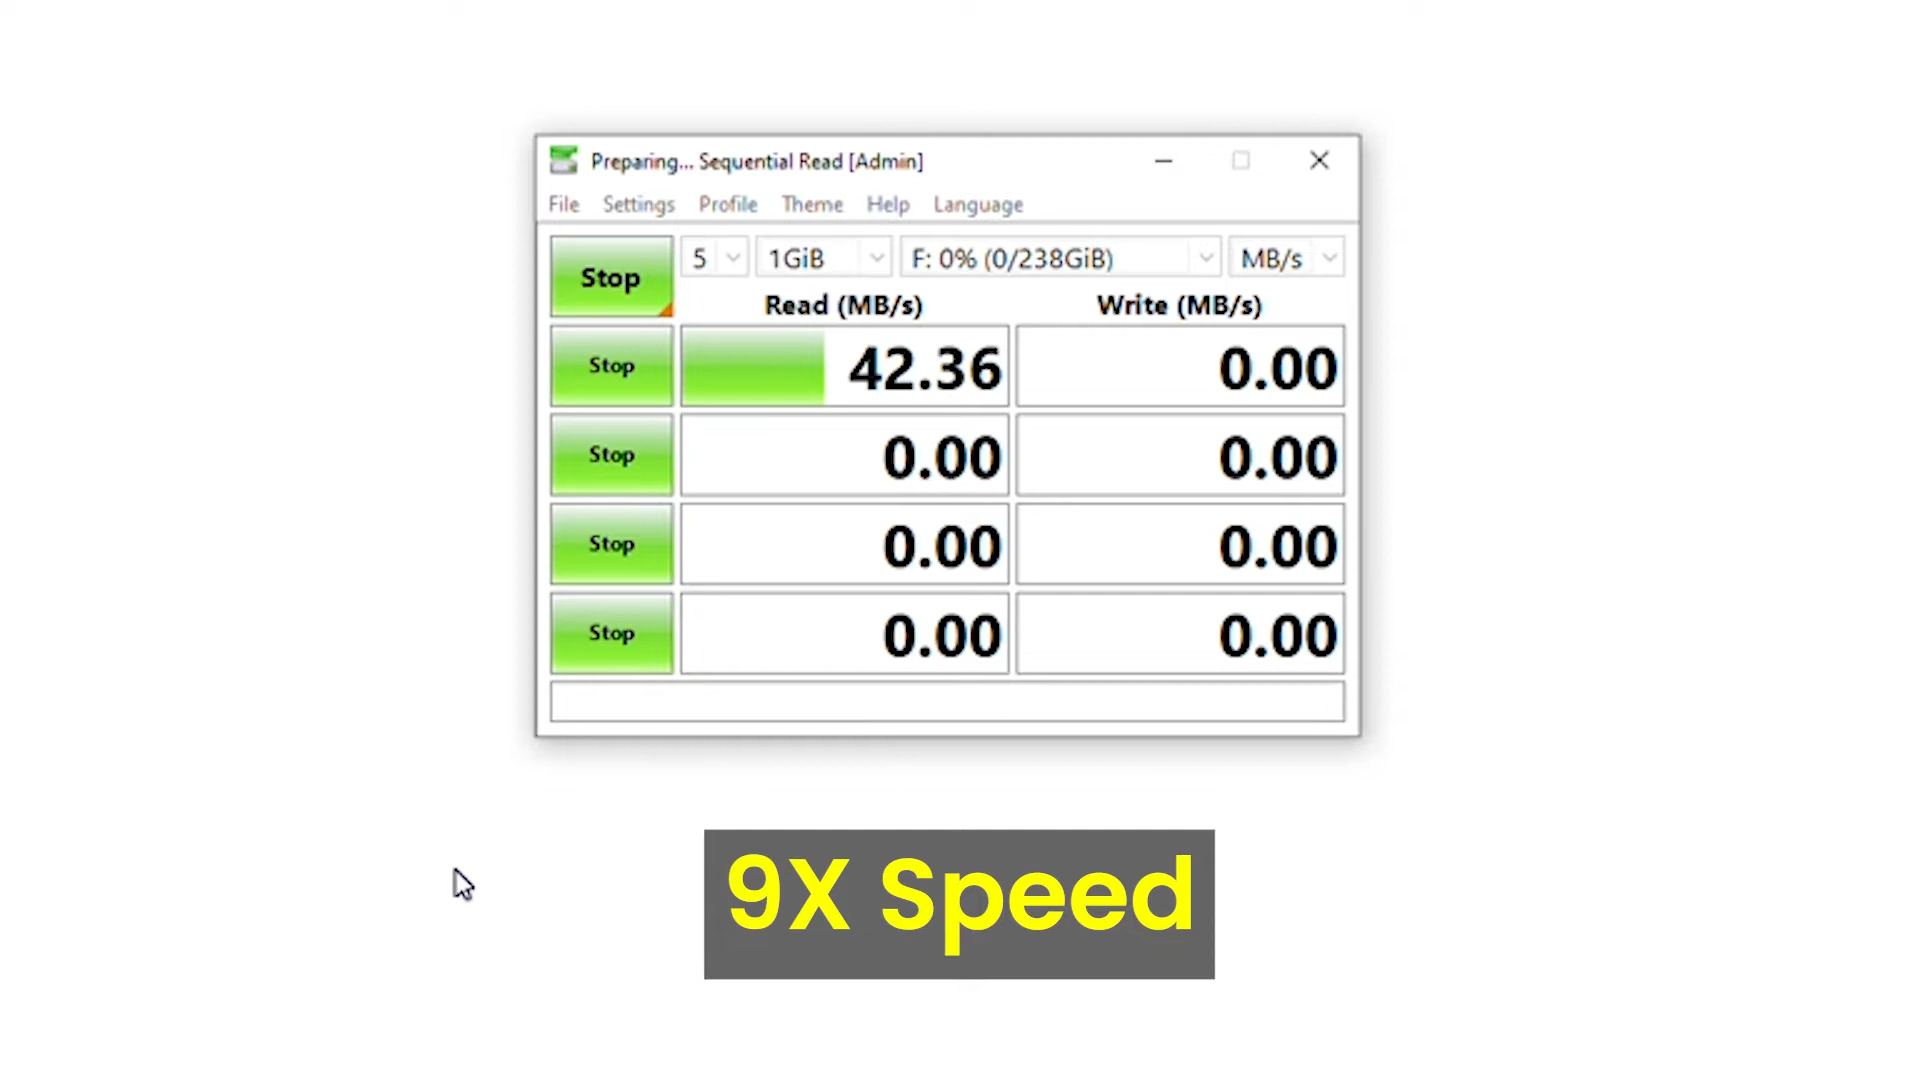 Preparing... Sequential Read [Admin]
File Settings Profile Theme Help Language
Stop 5 1GiB F: 0% (0/238GiB) MB/s
Read (MB/s) Write (MB/s)
Stop 42.36 0.00
Stop 0.00 0.00
Stop 0.00 0.00
Stop 0.00 0.00
9X Speed